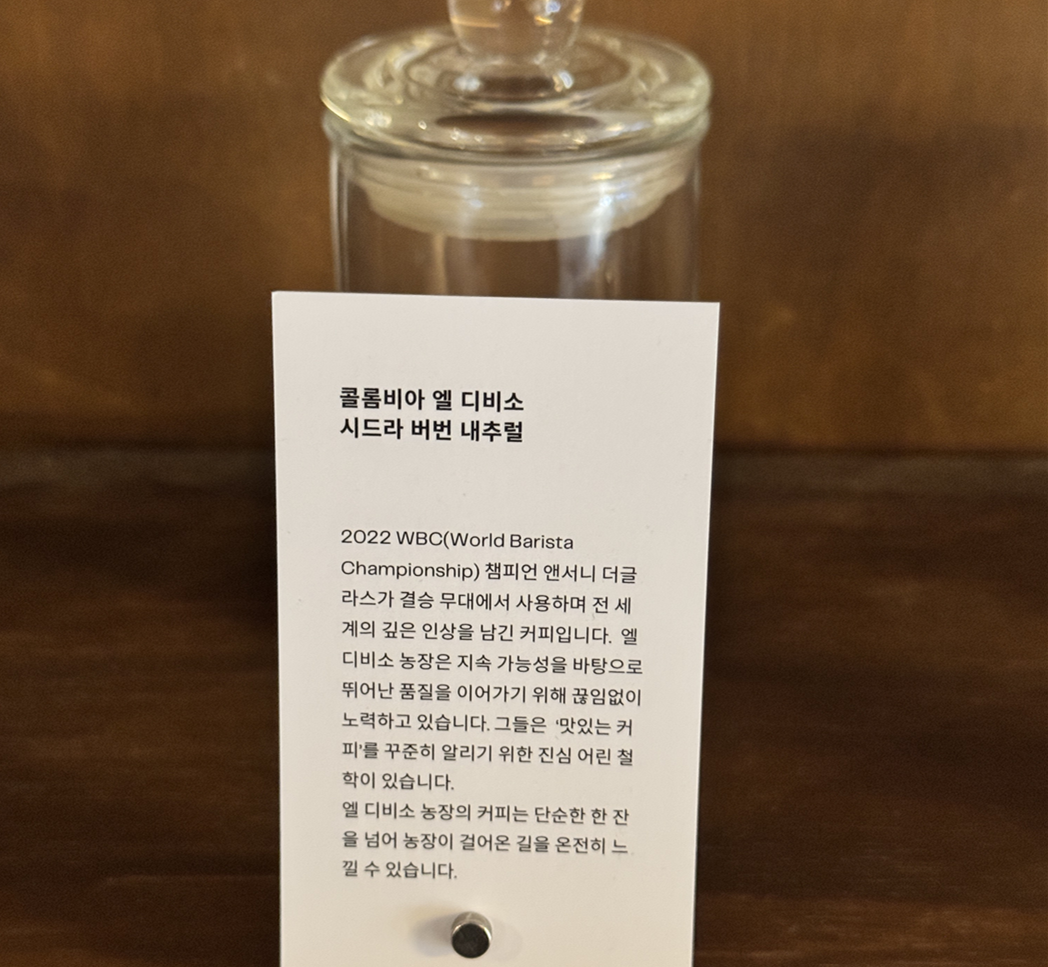 콜롬비아 엘 디비소
시드라 버번 내추럴
2022 WBC(World Barista
Championship) 챔피언 앤서니 더글
라스가 결승 무대에서 사용하며 전 세
계의 깊은 인상을 남긴 커피입니다. 엘
디비소 농장은 지속 가능성을 바탕으로
뛰어난 품질을 이어가기 위해 끊임없이
노력하고 있습니다. 그들은 ‘맛있는 커
피’를 꾸준히 알리기 위한 진심 어린 철
학이 있습니다.
엘 디비소 농장의 커피는 단순한 한 잔
을 넘어 농장이 걸어온 길을 온전히 느
낄 수 있습니다.